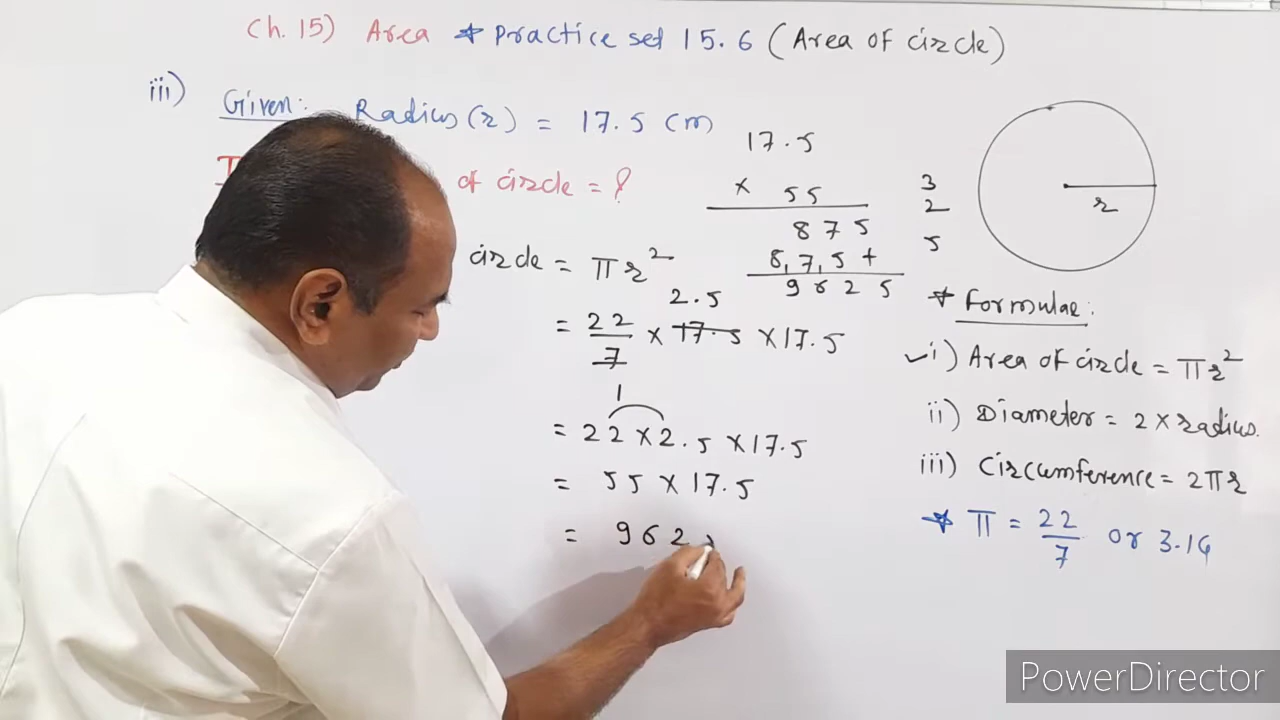 Ch. 15) Area * Practice set 15.6 (Area of circle)
iii) Given: Radius (r) = 17.5 cm
of circle = ?
circle = πr²
2.5
= 22/7 × 17.5 × 17.5
1
= 22 × 2.5 × 17.5
= 55 × 17.5
= 962
17.5
× 55
875
8,7,5 +
9625
3
2
5
r
* Formulae:
✓i) Area of circle = πr²
ii) Diameter = 2 × radius.
iii) Circumference = 2πr
* π = 22/7 or 3.14
PowerDirector